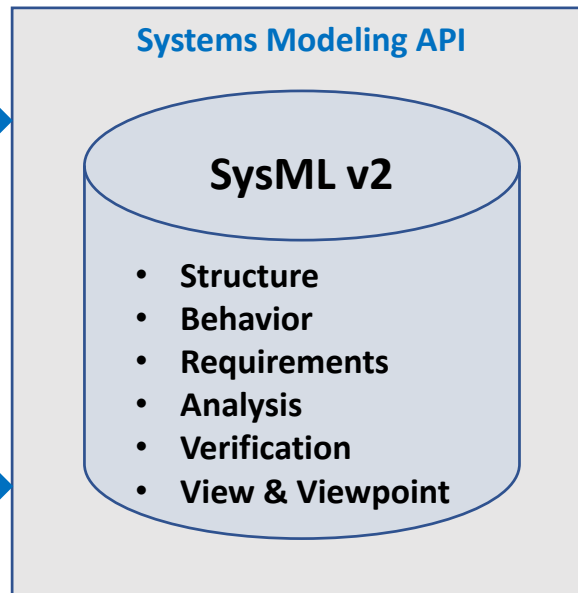 Systems Modeling API
SysML v2
• Structure
• Behavior
• Requirements
• Analysis
• Verification
• View & Viewpoint